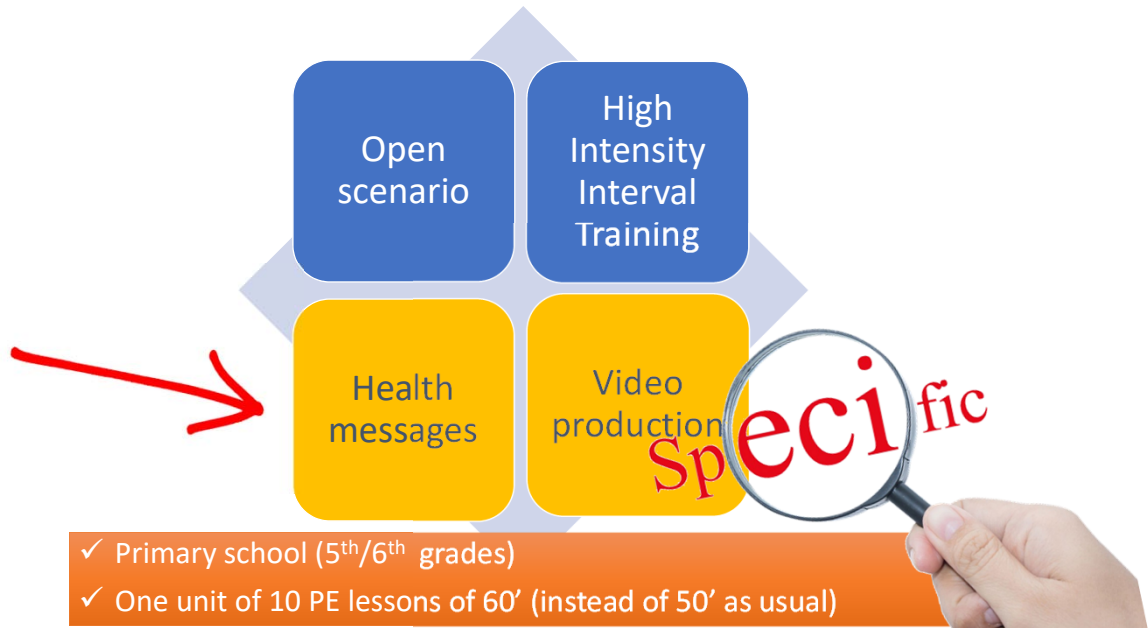 Open
scenario
High
Intensity
Interval
Training
Health
messages
Video
production
Specific
✓ Primary school (5th/6th grades)
✓ One unit of 10 PE lessons of 60’ (instead of 50’ as usual)